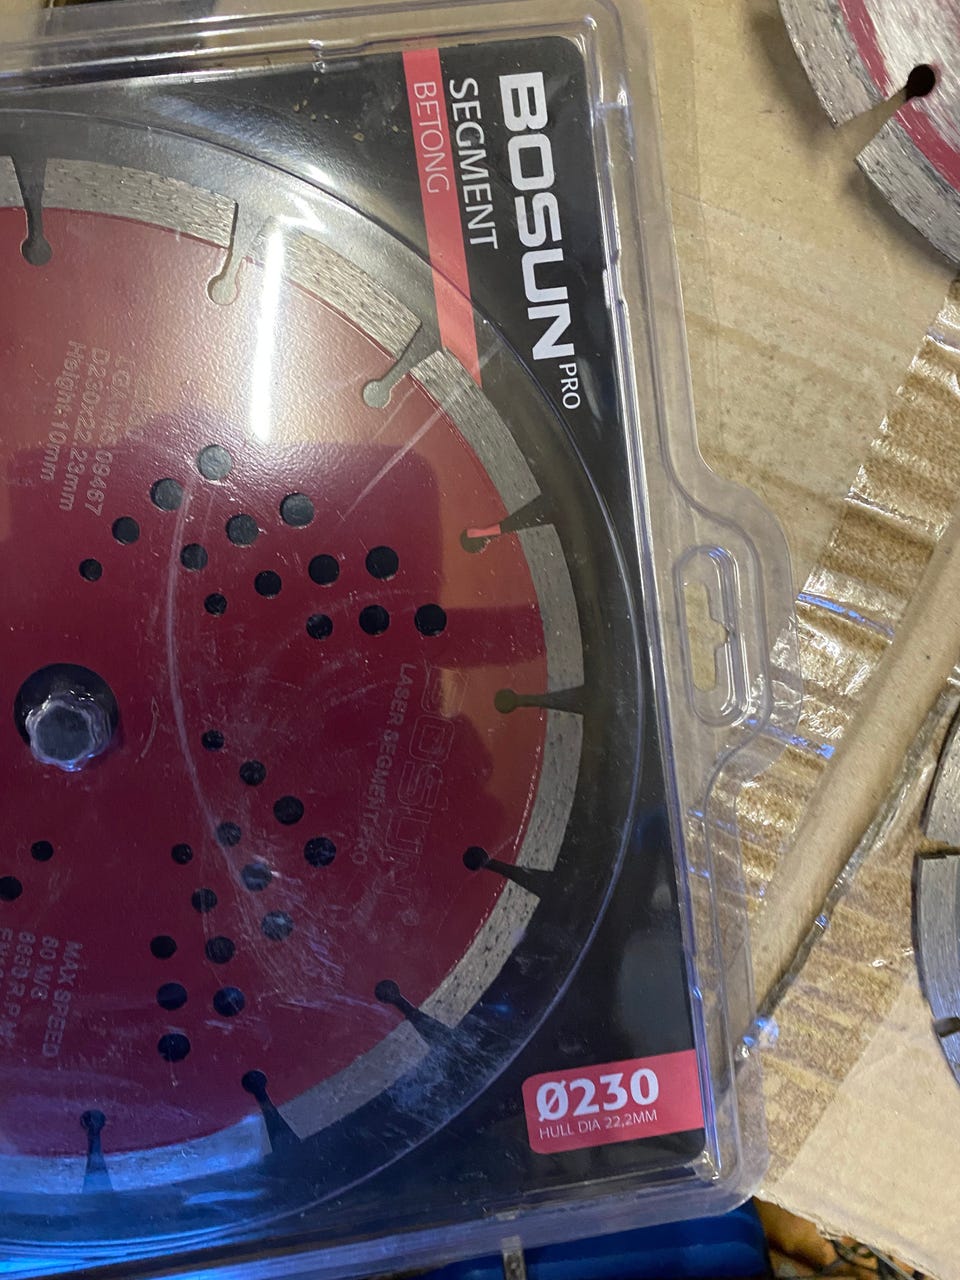 BOSUN PRO
SEGMENT
BETONG
D230x22,23mm
Height:10mm
BOSUN®
LASER SEGMENT PRO
MAX SPEED
80 M/S
Ø230
HULL DIA 22,2MM